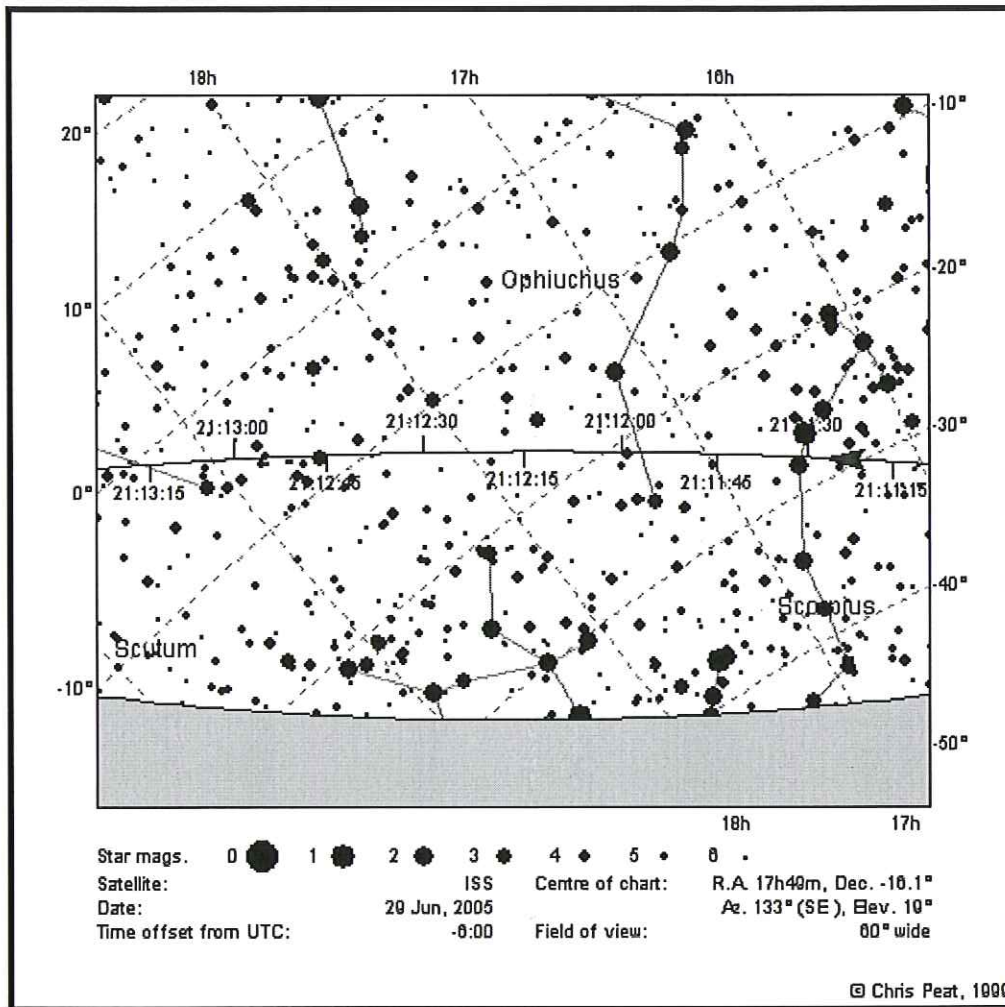 18h 17h 16h
-10°
20°
Ophiuchus
-20°
10°
21:13:00 21:12:30 21:12:00
-30°
21:13:15 21:12:45 21:12:15 21:11:45 21:11:15
0°
-40°
Scorpius
Scutum
-10°
-50°
18h 17h
Star mags. 0 1 2 3 4 5 6
Satellite: ISS Centre of chart: R.A. 17h49m, Dec. -16.1°
Date: 29 Jun, 2005 Az. 133° (SE), Elev. 19°
Time offset from UTC: -6:00 Field of view: 60° wide
© Chris Peat,